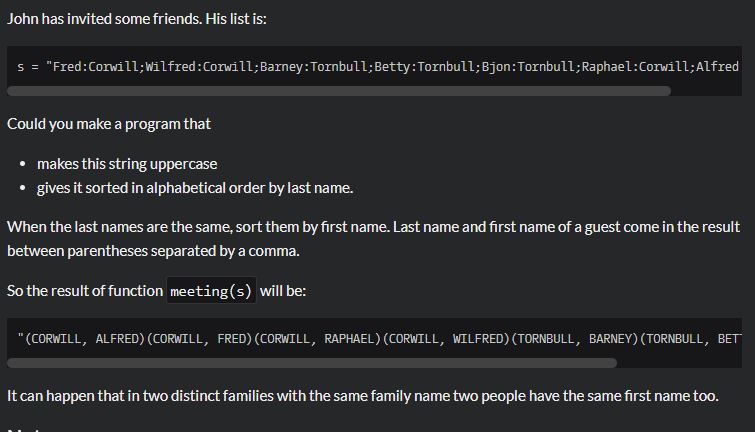 John has invited some friends. His list is:
s = "Fred:Corwill;Wilfred:Corwill;Barney:Tornbull;Betty:Tornbull;Bjon:Tornbull;Raphael:Corwill;Alfred
Could you make a program that
• makes this string uppercase
• gives it sorted in alphabetical order by last name.
When the last names are the same, sort them by first name. Last name and first name of a guest come in the result
between parentheses separated by a comma.
So the result of function meeting(s) will be:
"(CORWILL, ALFRED)(CORWILL, FRED)(CORWILL, RAPHAEL)(CORWILL, WILFRED)(TORNBULL, BARNEY)(TORNBULL, BET
It can happen that in two distinct families with the same family name two people have the same first name too.